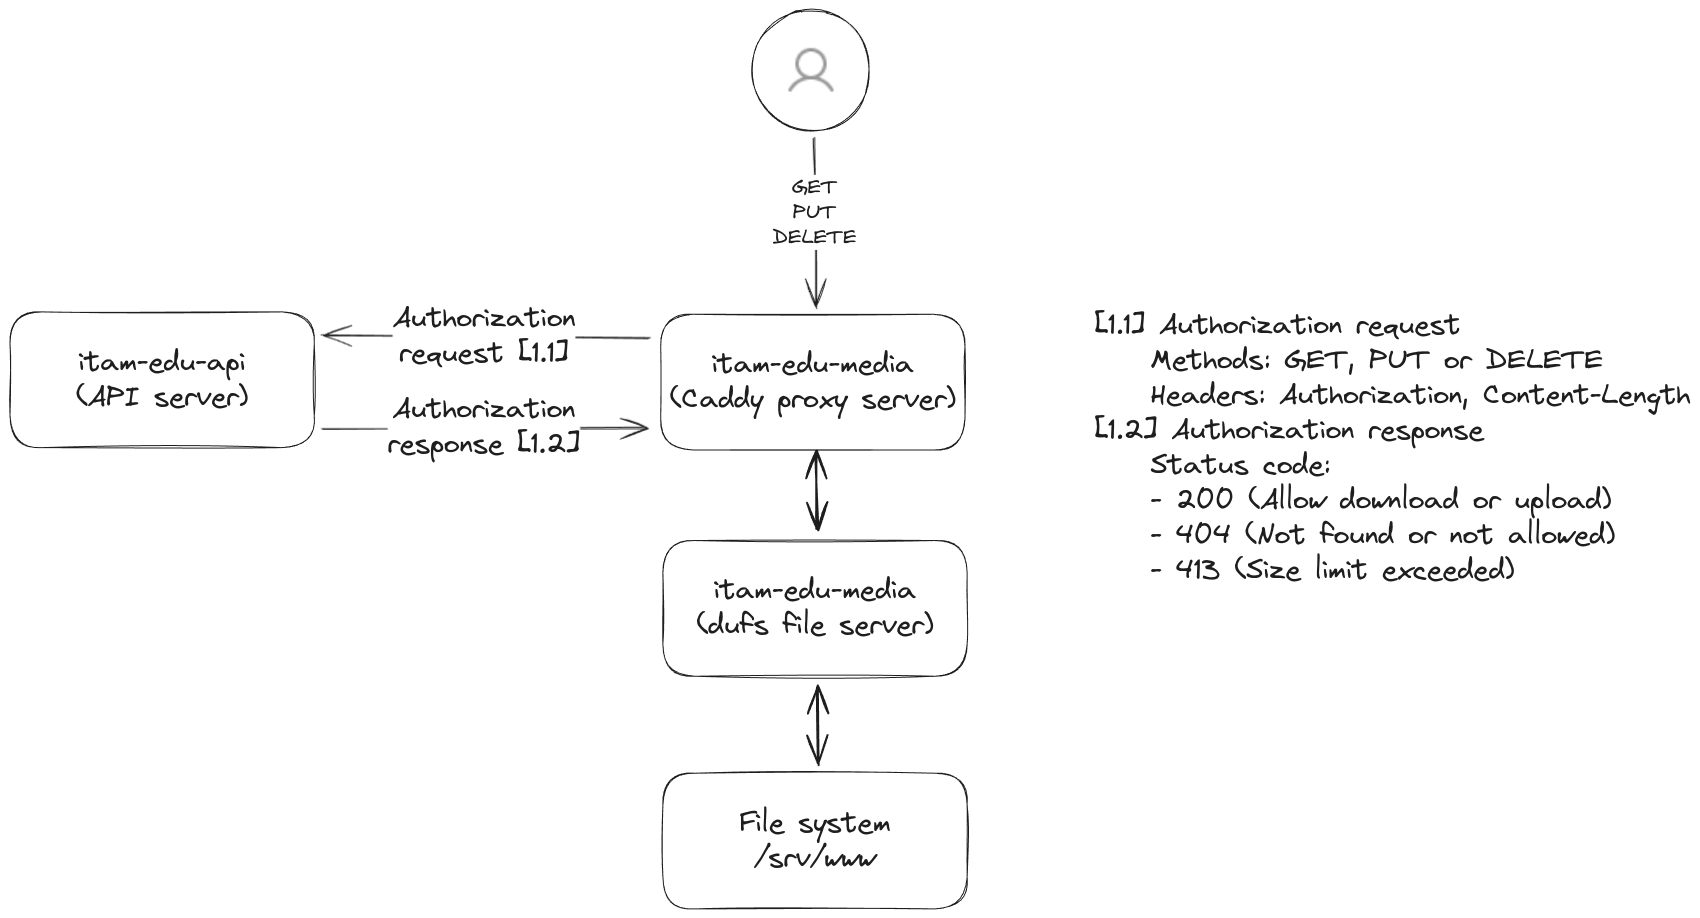 GET
PUT
DELETE
itam-edu-api
(API server)
Authorization
request [1.1]
Authorization
response [1.2]
itam-edu-media
(Caddy proxy server)
itam-edu-media
(dufs file server)
File system
/srv/www
[1.1] Authorization request
Methods: GET, PUT or DELETE
Headers: Authorization, Content-Length
[1.2] Authorization response
Status code:
- 200 (Allow download or upload)
- 404 (Not found or not allowed)
- 413 (Size limit exceeded)